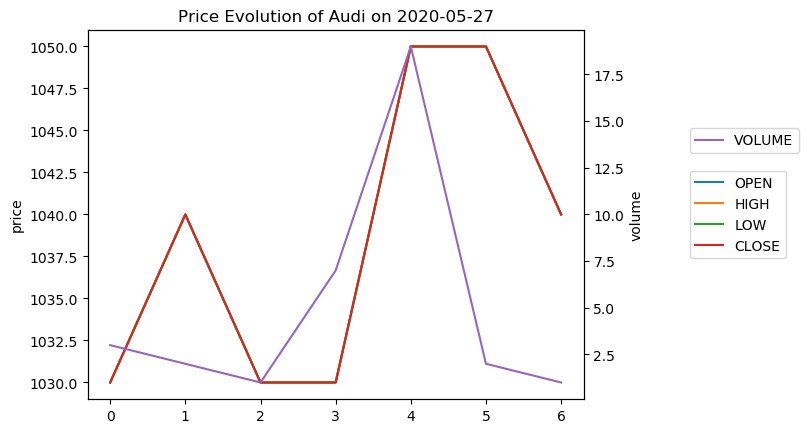 Price Evolution of Audi on 2020-05-27
price
1050.0
1047.5
1045.0
1042.5
1040.0
1037.5
1035.0
1032.5
1030.0
0 1 2 3 4 5 6
17.5
15.0
12.5
10.0
7.5
5.0
2.5
volume
VOLUME
OPEN
HIGH
LOW
CLOSE